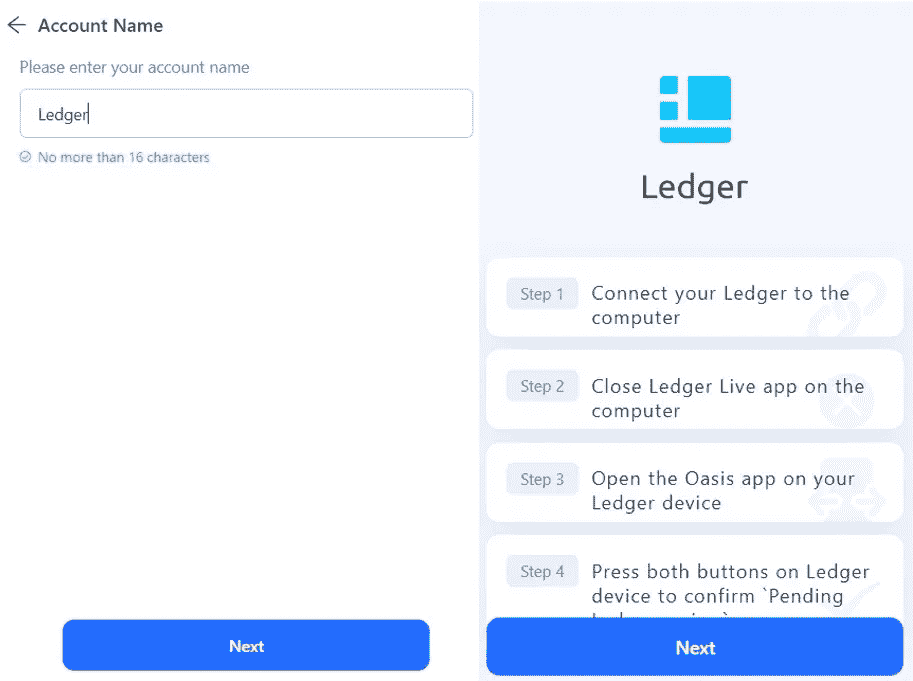 Account Name
Please enter your account name
Ledger
No more than 16 characters
Next
Ledger
Step 1
Connect your Ledger to the
computer
Step 2
Close Ledger Live app on the
computer
Step 3
Open the Oasis app on your
Ledger device
Step 4
Press both buttons on Ledger
device to confirm `Pending
Next